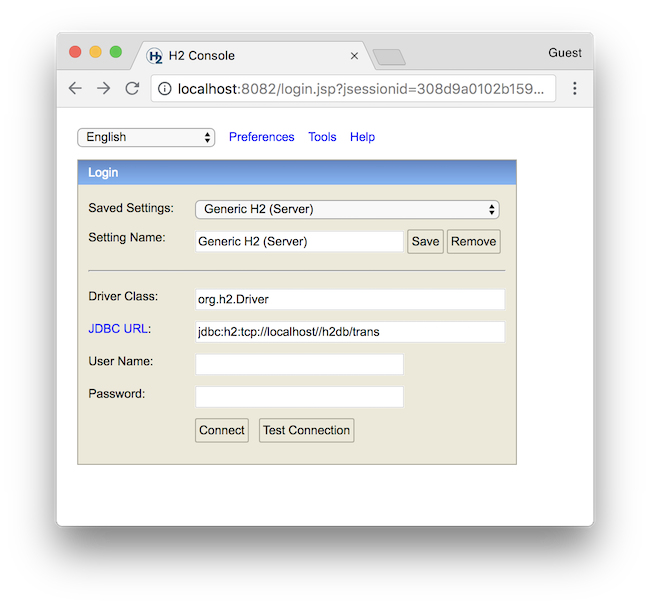 H2 H2 Console
Guest
localhost:8082/login.jsp?jsessionid=308d9a0102b159...
English Preferences Tools Help
Login
Saved Settings: Generic H2 (Server)
Setting Name: Generic H2 (Server) Save Remove
Driver Class: org.h2.Driver
JDBC URL: jdbc:h2:tcp://localhost//h2db/trans
User Name:
Password:
Connect Test Connection